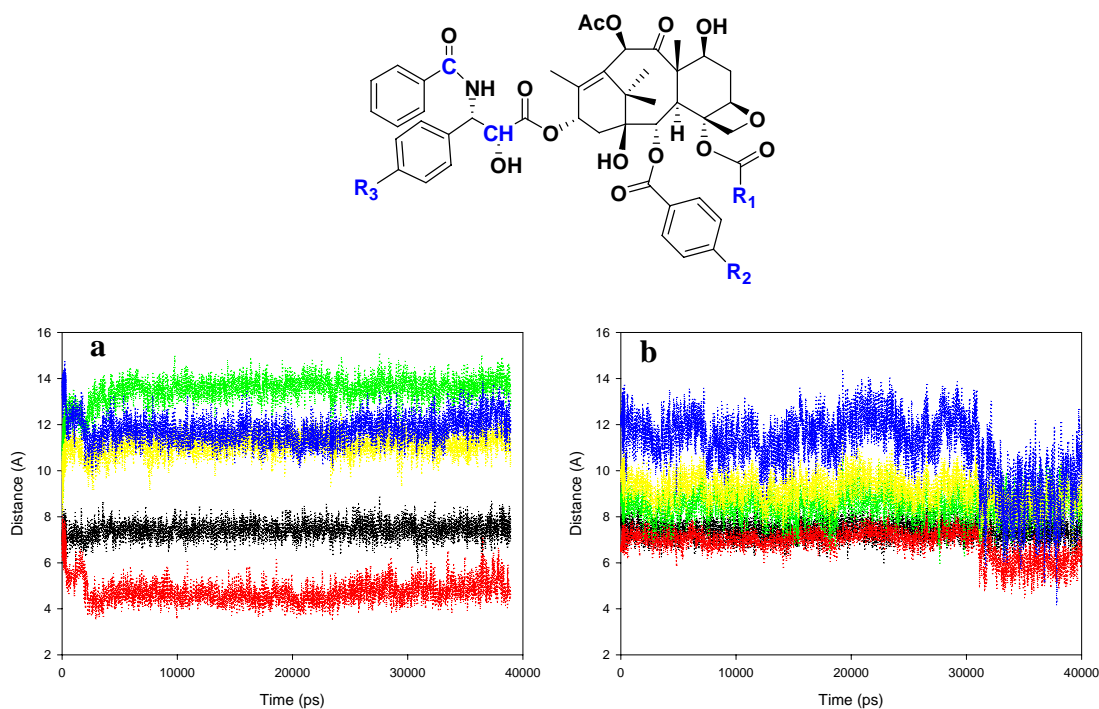 AcO
O
OH
O
C
NH
O
O
CH
OH
R3
HO
H
O
O
O
O
R1
O
R2
a
16
14
12
10
8
6
4
2
Distance (A)
0 10000 20000 30000 40000
Time (ps)
b
16
14
12
10
8
6
4
2
Distance (A)
0 10000 20000 30000 40000
Time (ps)